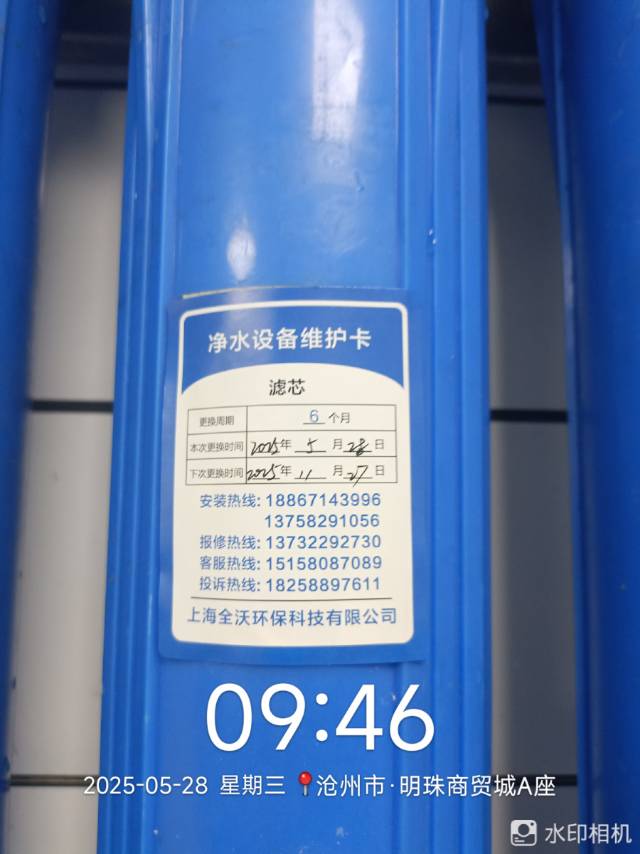 净水设备维护卡
滤芯
更换周期 6 个月
本次更换时间 2025年 5 月 28 日
下次更换时间 2025年 11 月 27 日
安装热线: 18867143996
13758291056
报修热线: 13732292730
客服热线: 15158087089
投诉热线: 18258897611
上海全沃环保科技有限公司
09:46
2025-05-28 星期三 沧州市·明珠商贸城A座
水印相机